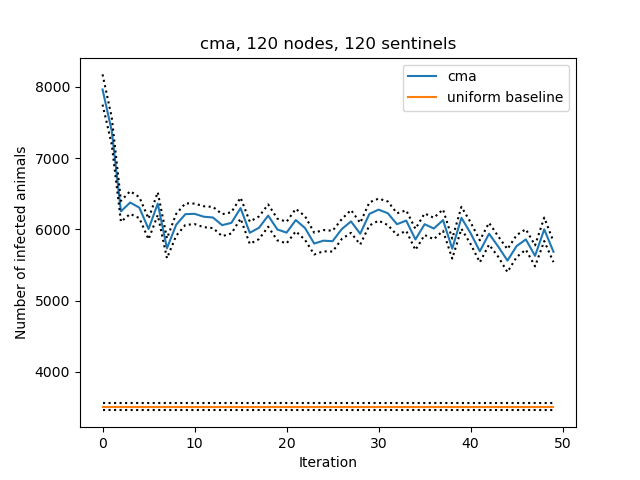 cma, 120 nodes, 120 sentinels
cma
uniform baseline
Number of infected animals
8000
7000
6000
5000
4000
0
10
20
30
40
50
Iteration